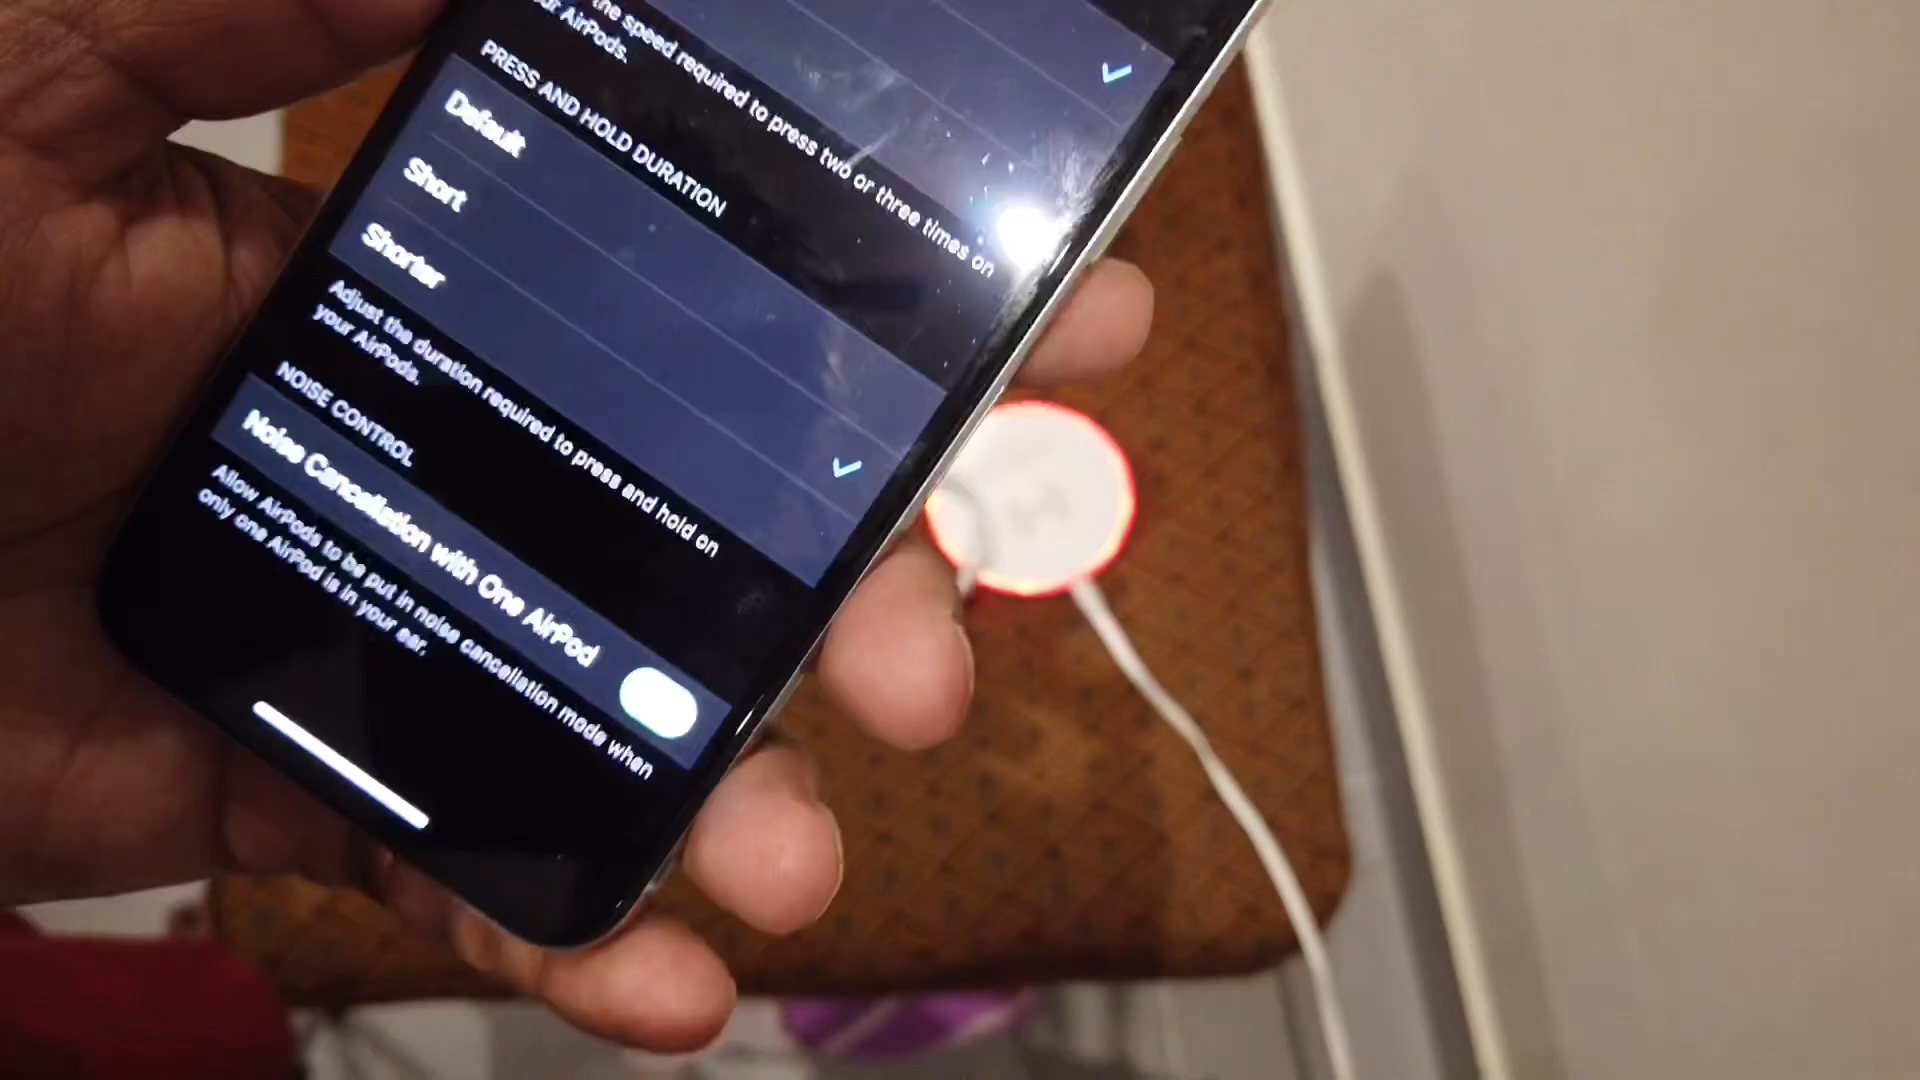 the speed required to press two or three times on
your AirPods.
PRESS AND HOLD DURATION
Default
Short
Shorter
Adjust the duration required to press and hold on
your AirPods.
NOISE CONTROL
Noise Cancellation with One AirPod
Allow AirPods to be put in noise cancellation mode when
only one AirPod is in your ear.